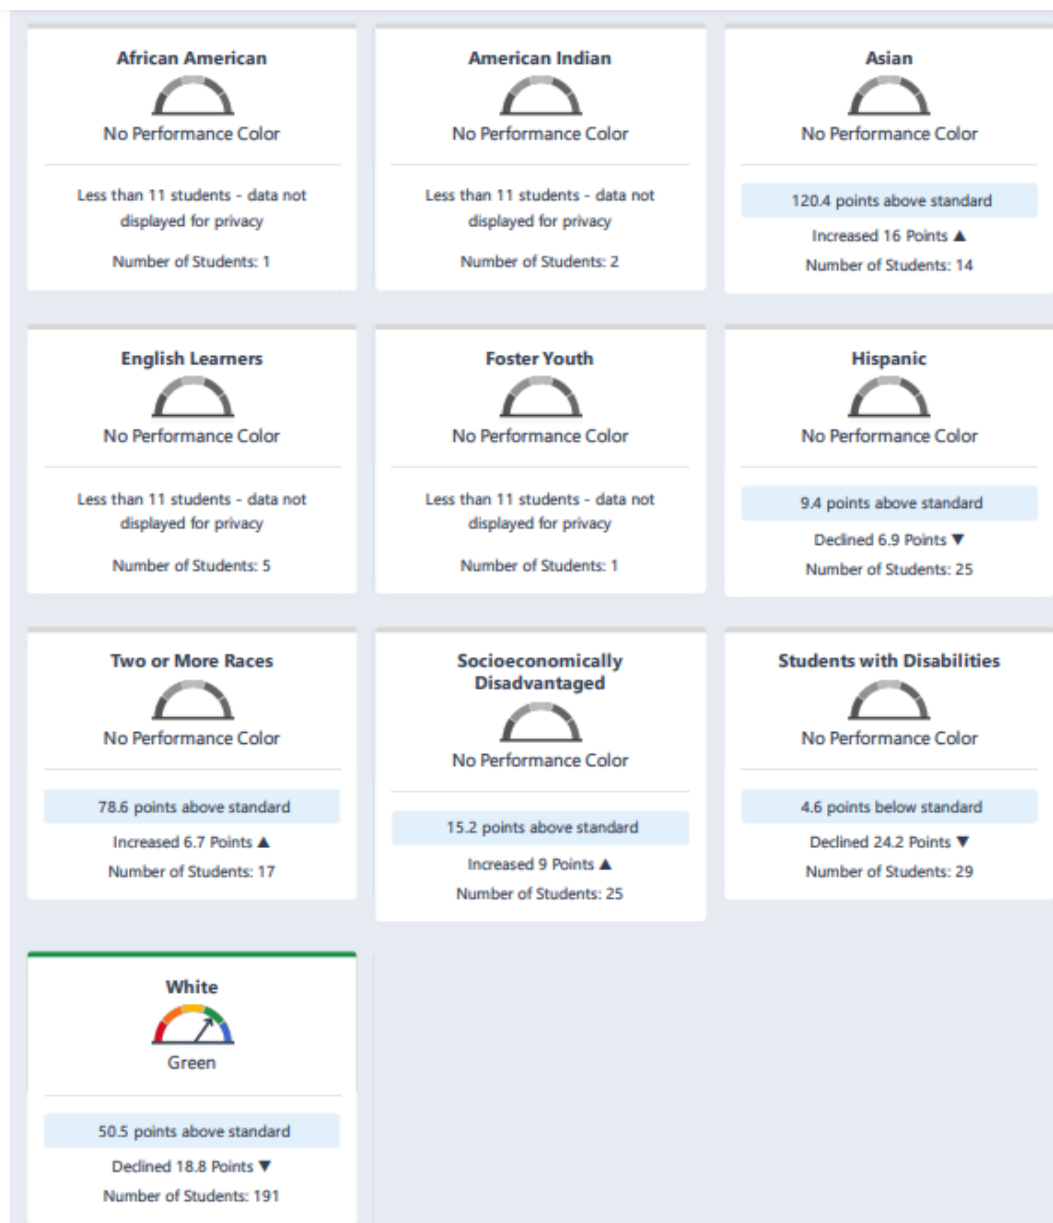 African American
No Performance Color
Less than 11 students - data not
displayed for privacy
Number of Students: 1
American Indian
No Performance Color
Less than 11 students - data not
displayed for privacy
Number of Students: 2
Asian
No Performance Color
120.4 points above standard
Increased 16 Points ▲
Number of Students: 14
English Learners
No Performance Color
Less than 11 students - data not
displayed for privacy
Number of Students: 5
Foster Youth
No Performance Color
Less than 11 students - data not
displayed for privacy
Number of Students: 1
Hispanic
No Performance Color
9.4 points above standard
Declined 6.9 Points ▼
Number of Students: 25
Two or More Races
No Performance Color
78.6 points above standard
Increased 6.7 Points ▲
Number of Students: 17
Socioeconomically
Disadvantaged
No Performance Color
15.2 points above standard
Increased 9 Points ▲
Number of Students: 25
Students with Disabilities
No Performance Color
4.6 points below standard
Declined 24.2 Points ▼
Number of Students: 29
White
Green
50.5 points above standard
Declined 18.8 Points ▼
Number of Students: 191